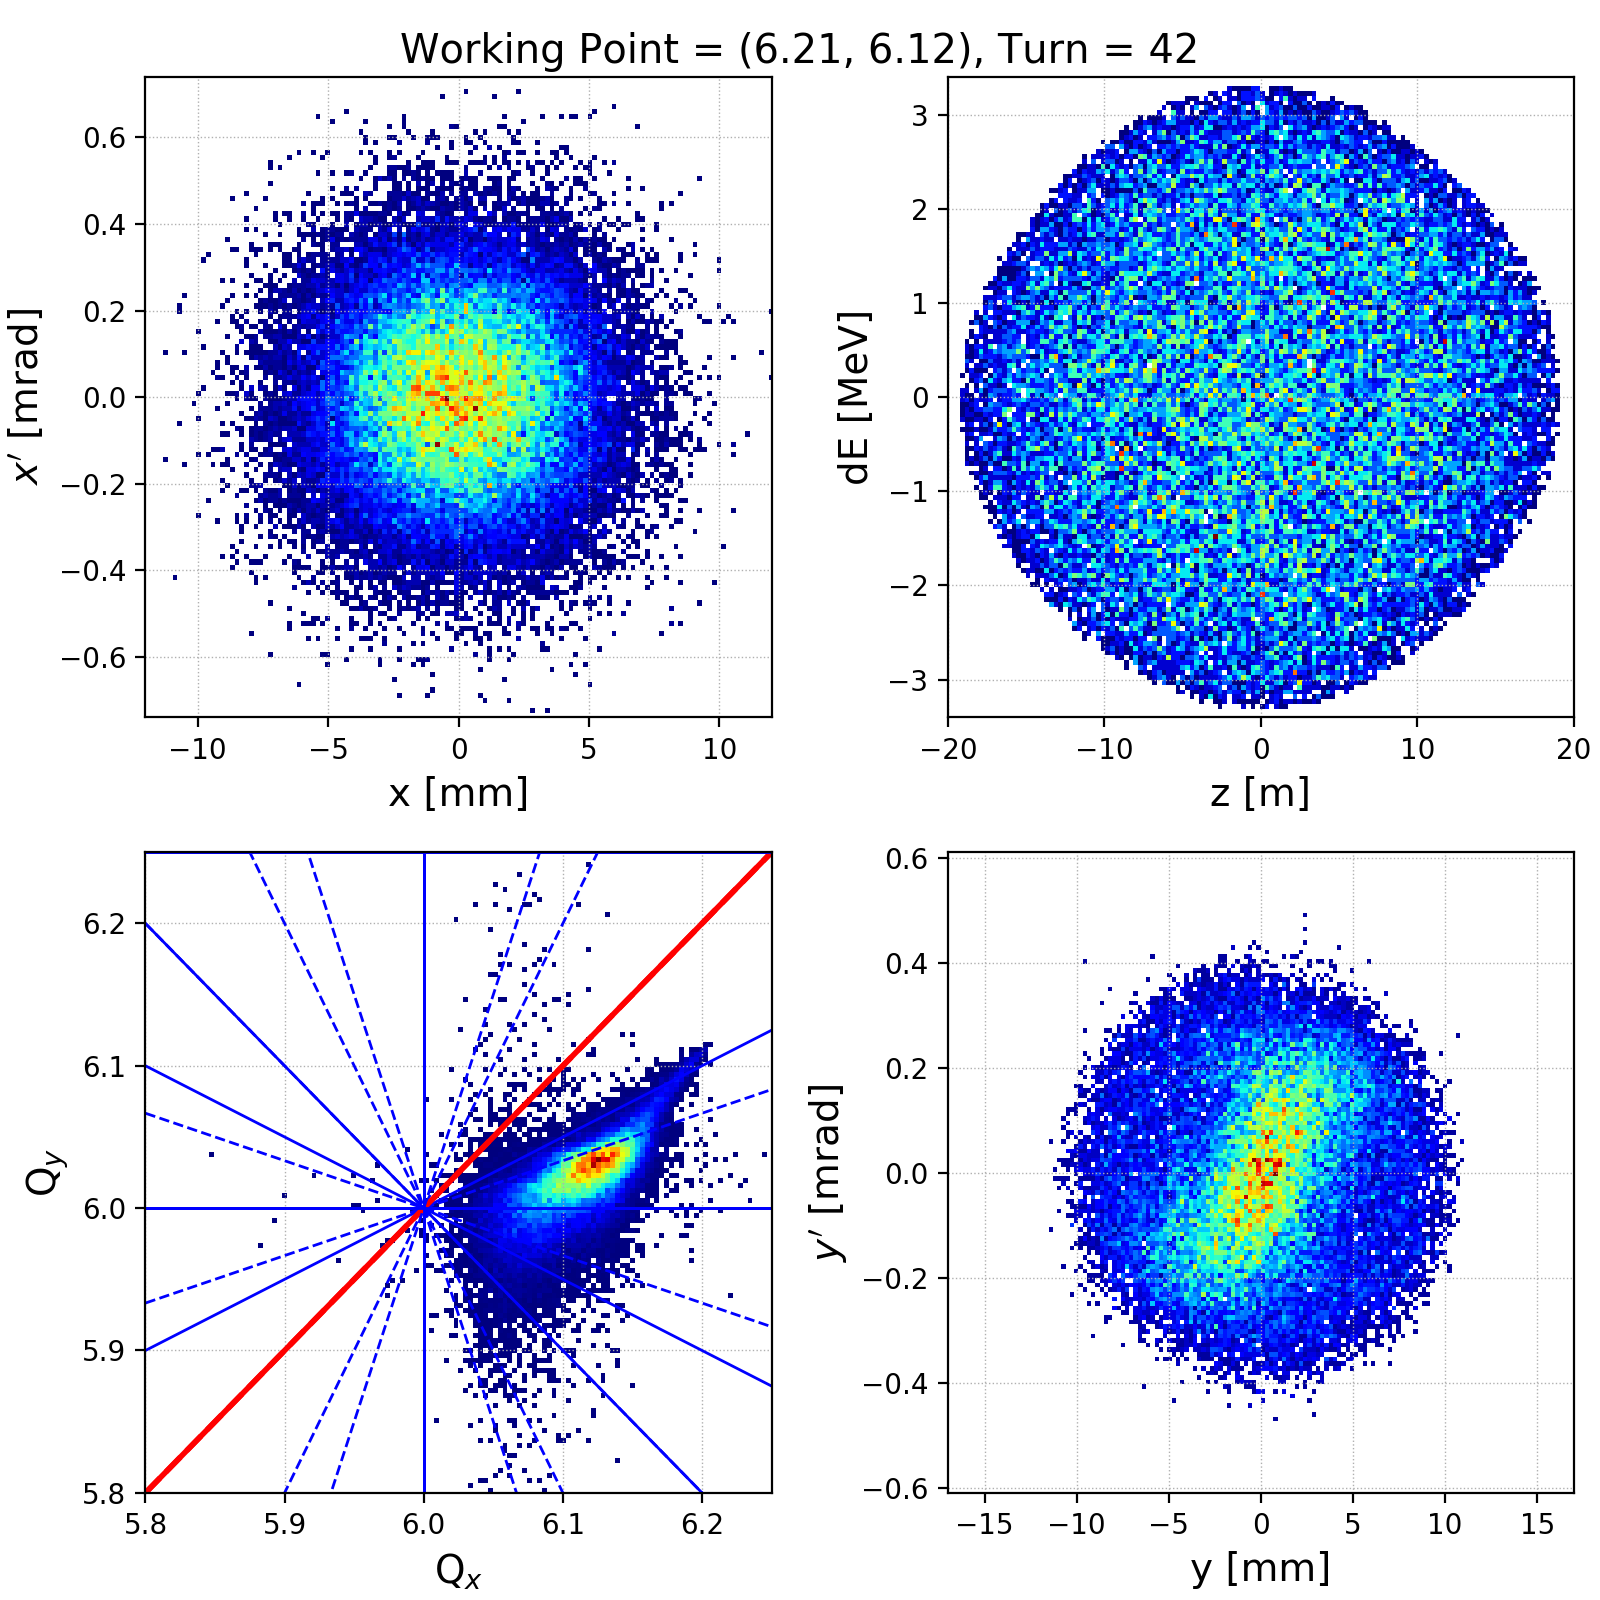 Working Point = (6.21, 6.12), Turn = 42
0.6
0.4
0.2
0.0
−0.2
−0.4
−0.6
x′ [mrad]
−10 −5 0 5 10
x [mm]
3
2
1
0
−1
−2
−3
dE [MeV]
−20 −10 0 10 20
z [m]
6.2
6.1
6.0
5.9
5.8
Qy
5.8 5.9 6.0 6.1 6.2
Qx
0.6
0.4
0.2
0.0
−0.2
−0.4
−0.6
y′ [mrad]
−15 −10 −5 0 5 10 15
y [mm]